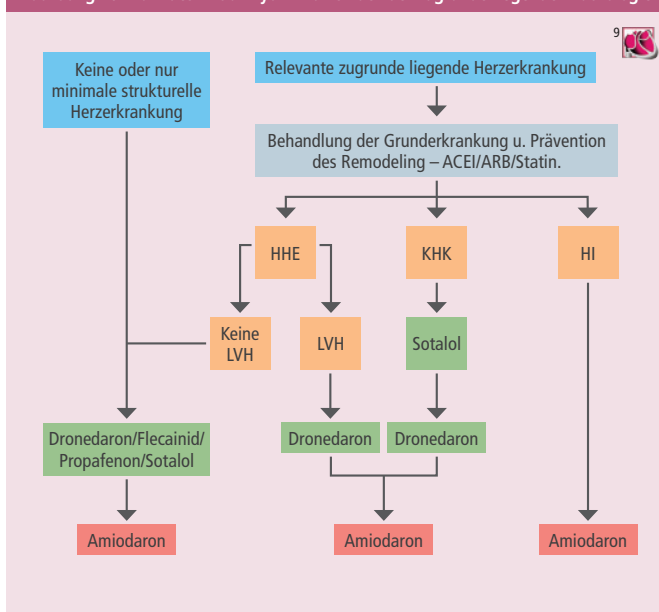 9
Keine oder nur
minimale strukturelle
Herzerkrankung
Relevante zugrunde liegende Herzerkrankung
Behandlung der Grunderkrankung u. Prävention
des Remodeling – ACEI/ARB/Statin.
HHE
KHK
HI
Keine
LVH
LVH
Sotalol
Dronedaron/Flecainid/
Propafenon/Sotalol
Dronedaron
Dronedaron
Amiodaron
Amiodaron
Amiodaron